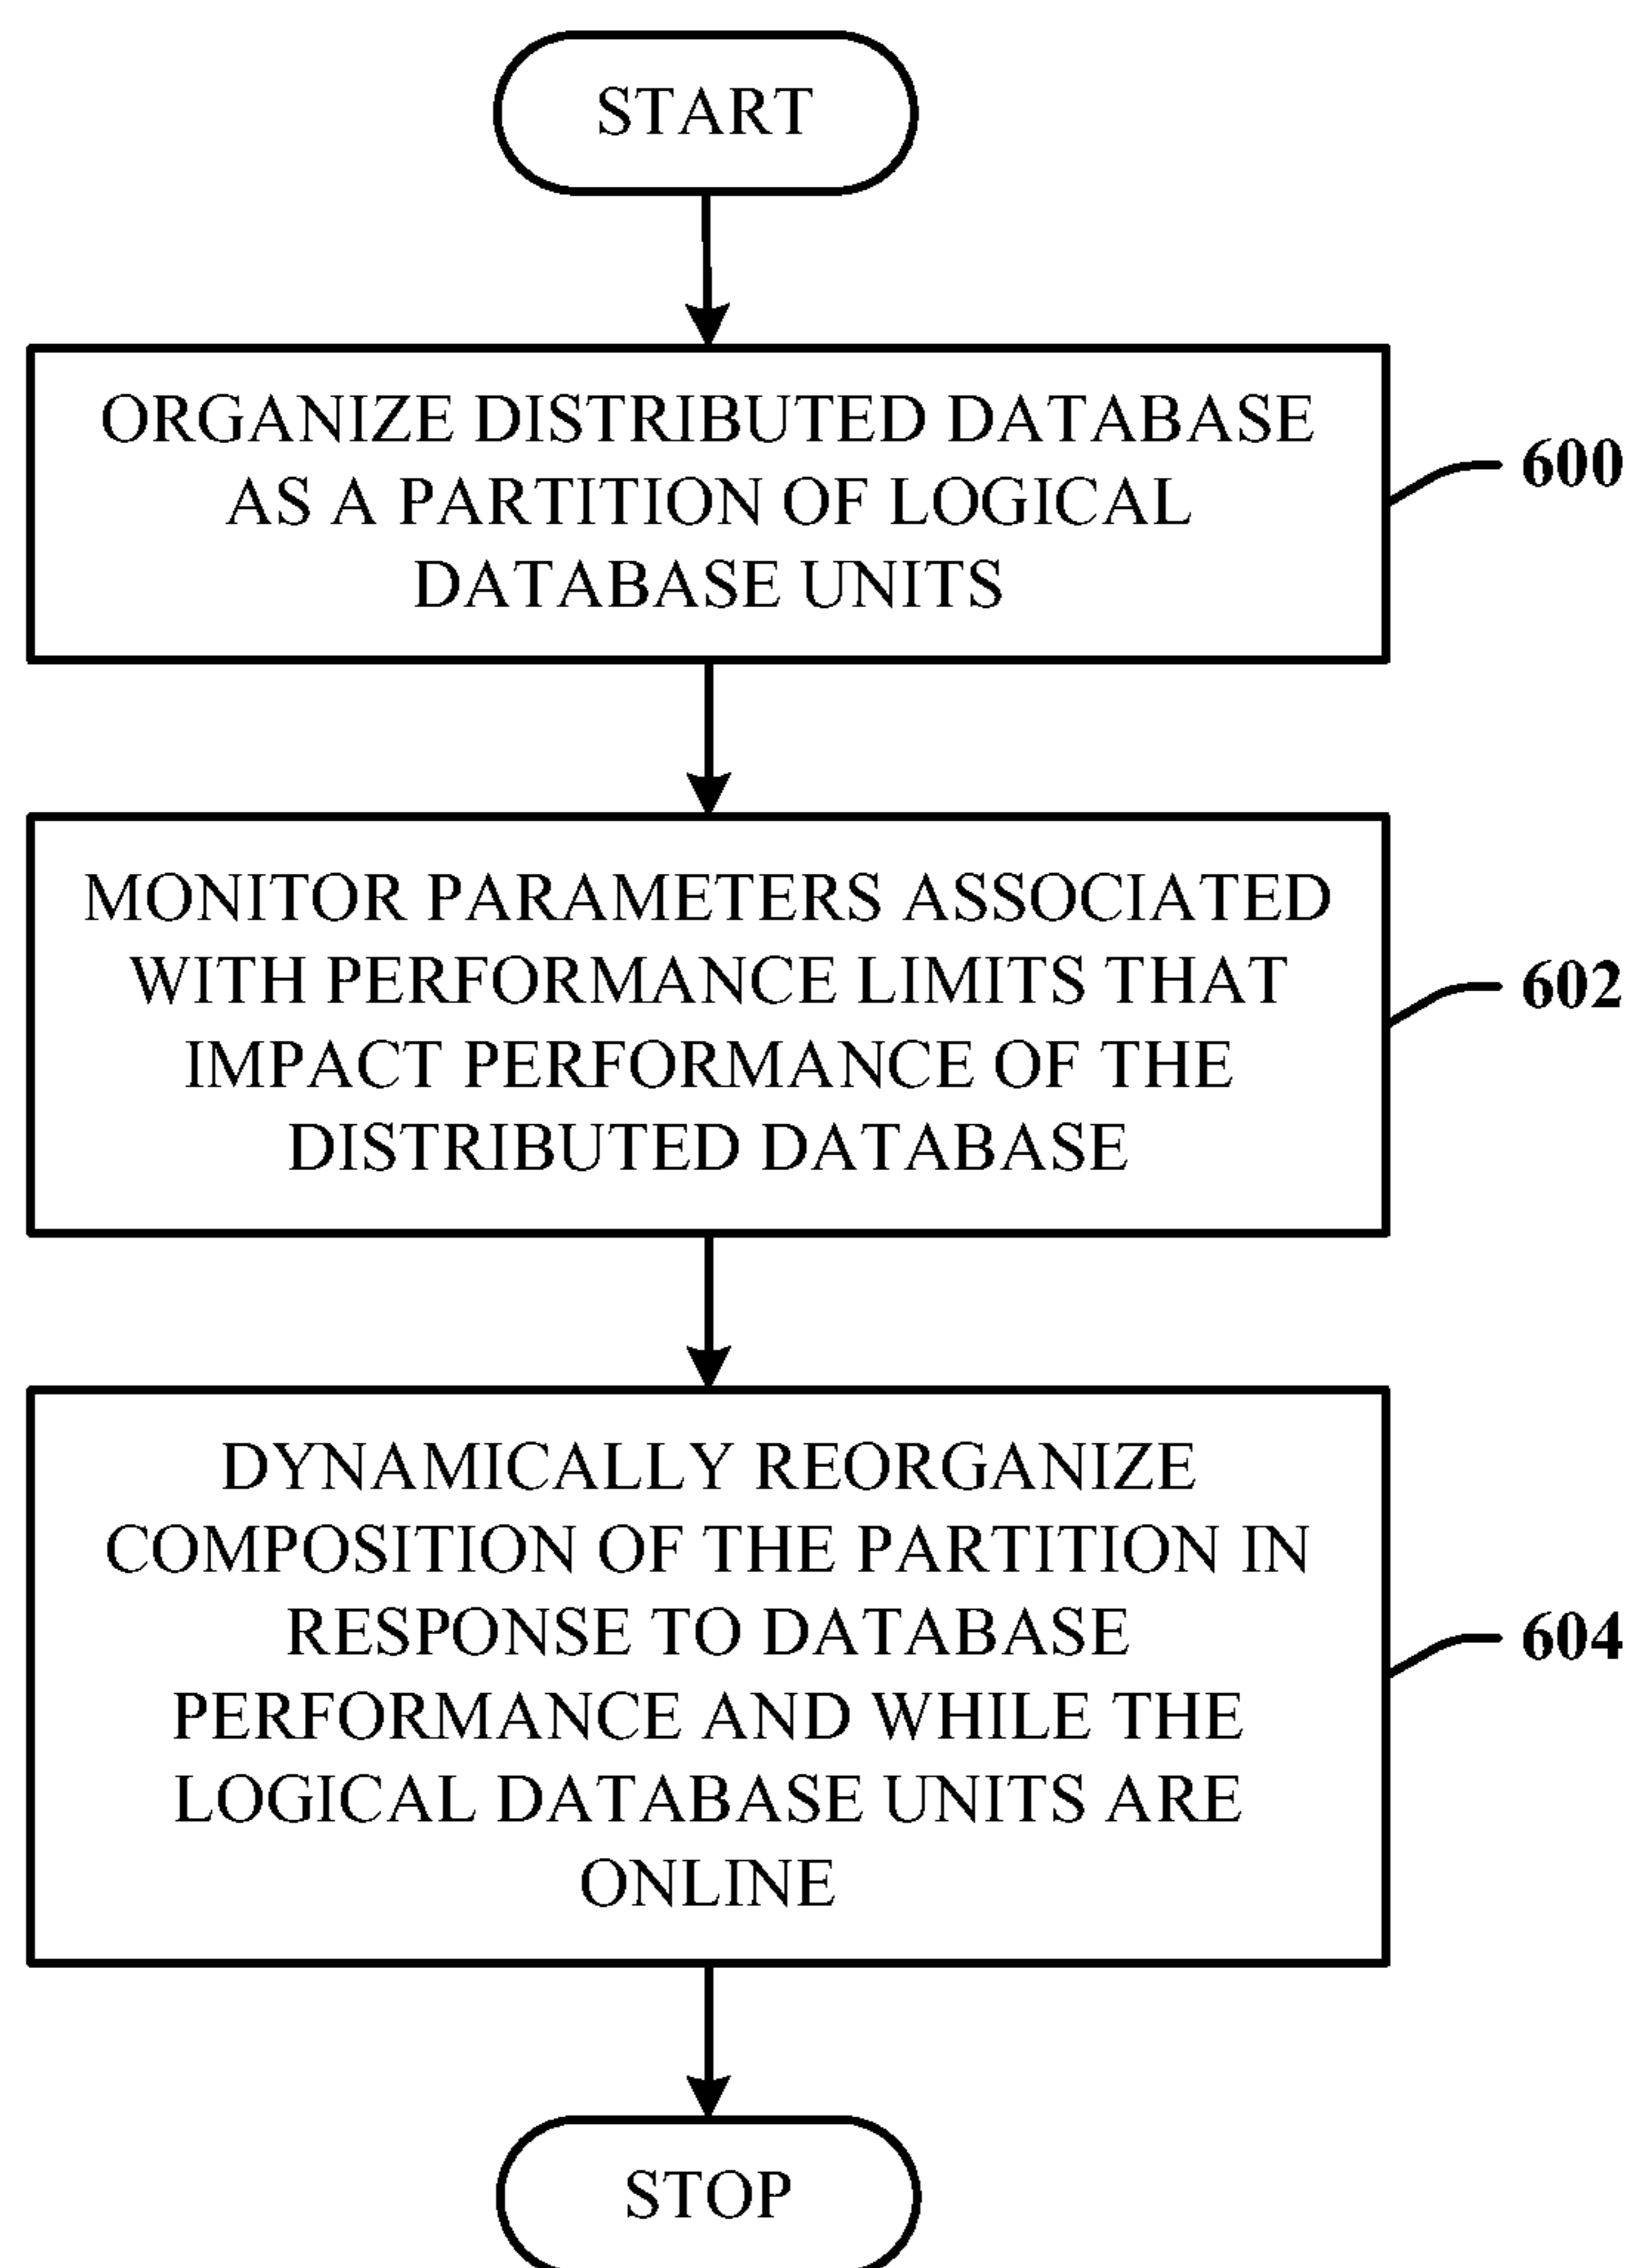 START
ORGANIZE DISTRIBUTED DATABASE
AS A PARTITION OF LOGICAL
DATABASE UNITS
600
MONITOR PARAMETERS ASSOCIATED
WITH PERFORMANCE LIMITS THAT
IMPACT PERFORMANCE OF THE
DISTRIBUTED DATABASE
602
DYNAMICALLY REORGANIZE
COMPOSITION OF THE PARTITION IN
RESPONSE TO DATABASE
PERFORMANCE AND WHILE THE
LOGICAL DATABASE UNITS ARE
ONLINE
604
STOP